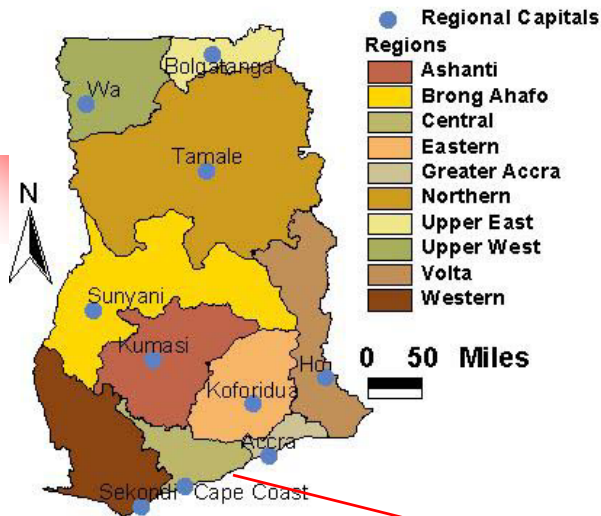 Regional Capitals
Regions
Ashanti
Brong Ahafo
Central
Eastern
Greater Accra
Northern
Upper East
Upper West
Volta
Western
Bolgatanga
Wa
Tamale
N
Sunyani
Kumasi
Ho
Koforidua
Accra
Sekondi Cape Coast
0 50 Miles